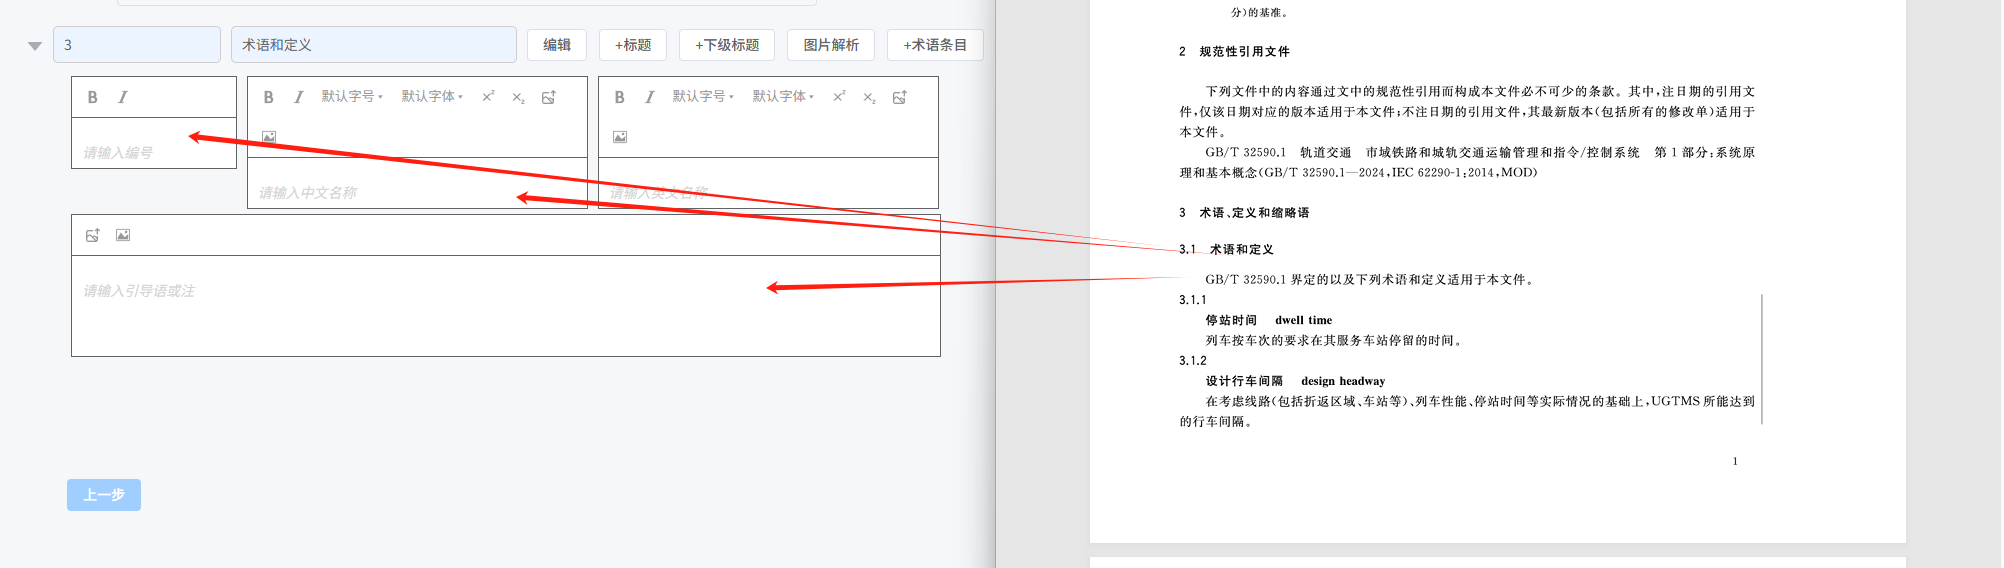 3 术语和定义 编辑 +标题 +下级标题 图片解析 +术语条目
B I
B I 默认字号 默认字体 ×² ×₂
B I 默认字号 默认字体 ×² ×₂
请输入编号
请输入中文名称
请输入英文名称
请输入引导语或注
上一步
分)的基准。
2 规范性引用文件
下列文件中的内容通过文中的规范性引用而构成本文件必不可少的条款。其中,注日期的引用文
件,仅该日期对应的版本适用于本文件;不注日期的引用文件,其最新版本(包括所有的修改单)适用于
本文件。
GB/T 32590.1 轨道交通 市域铁路和城轨交通运输管理和指令/控制系统 第 1 部分:系统原
理和基本概念(GB/T 32590.1—2024,IEC 62290-1:2014,MOD)
3 术语、定义和缩略语
3.1 术语和定义
GB/T 32590.1 界定的以及下列术语和定义适用于本文件。
3.1.1
停站时间 dwell time
列车按车次的要求在其服务车站停留的时间。
3.1.2
设计行车间隔 design headway
在考虑线路(包括折返区域、车站等)、列车性能、停站时间等实际情况的基础上,UGTMS 所能达到
的行车间隔。
1